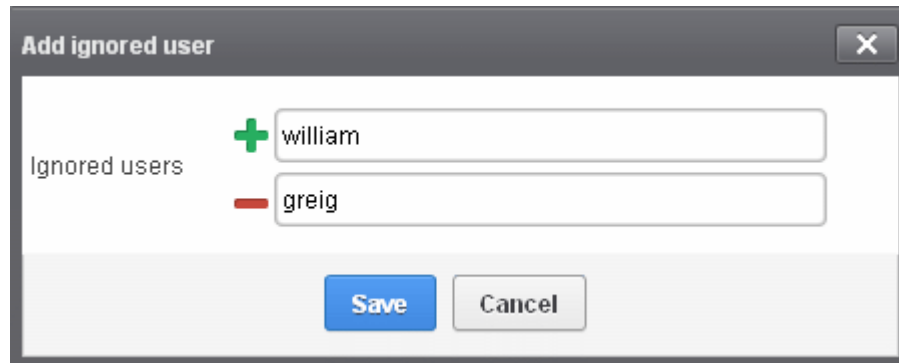 Add ignored user
Ignored users
william
greig
Save Cancel